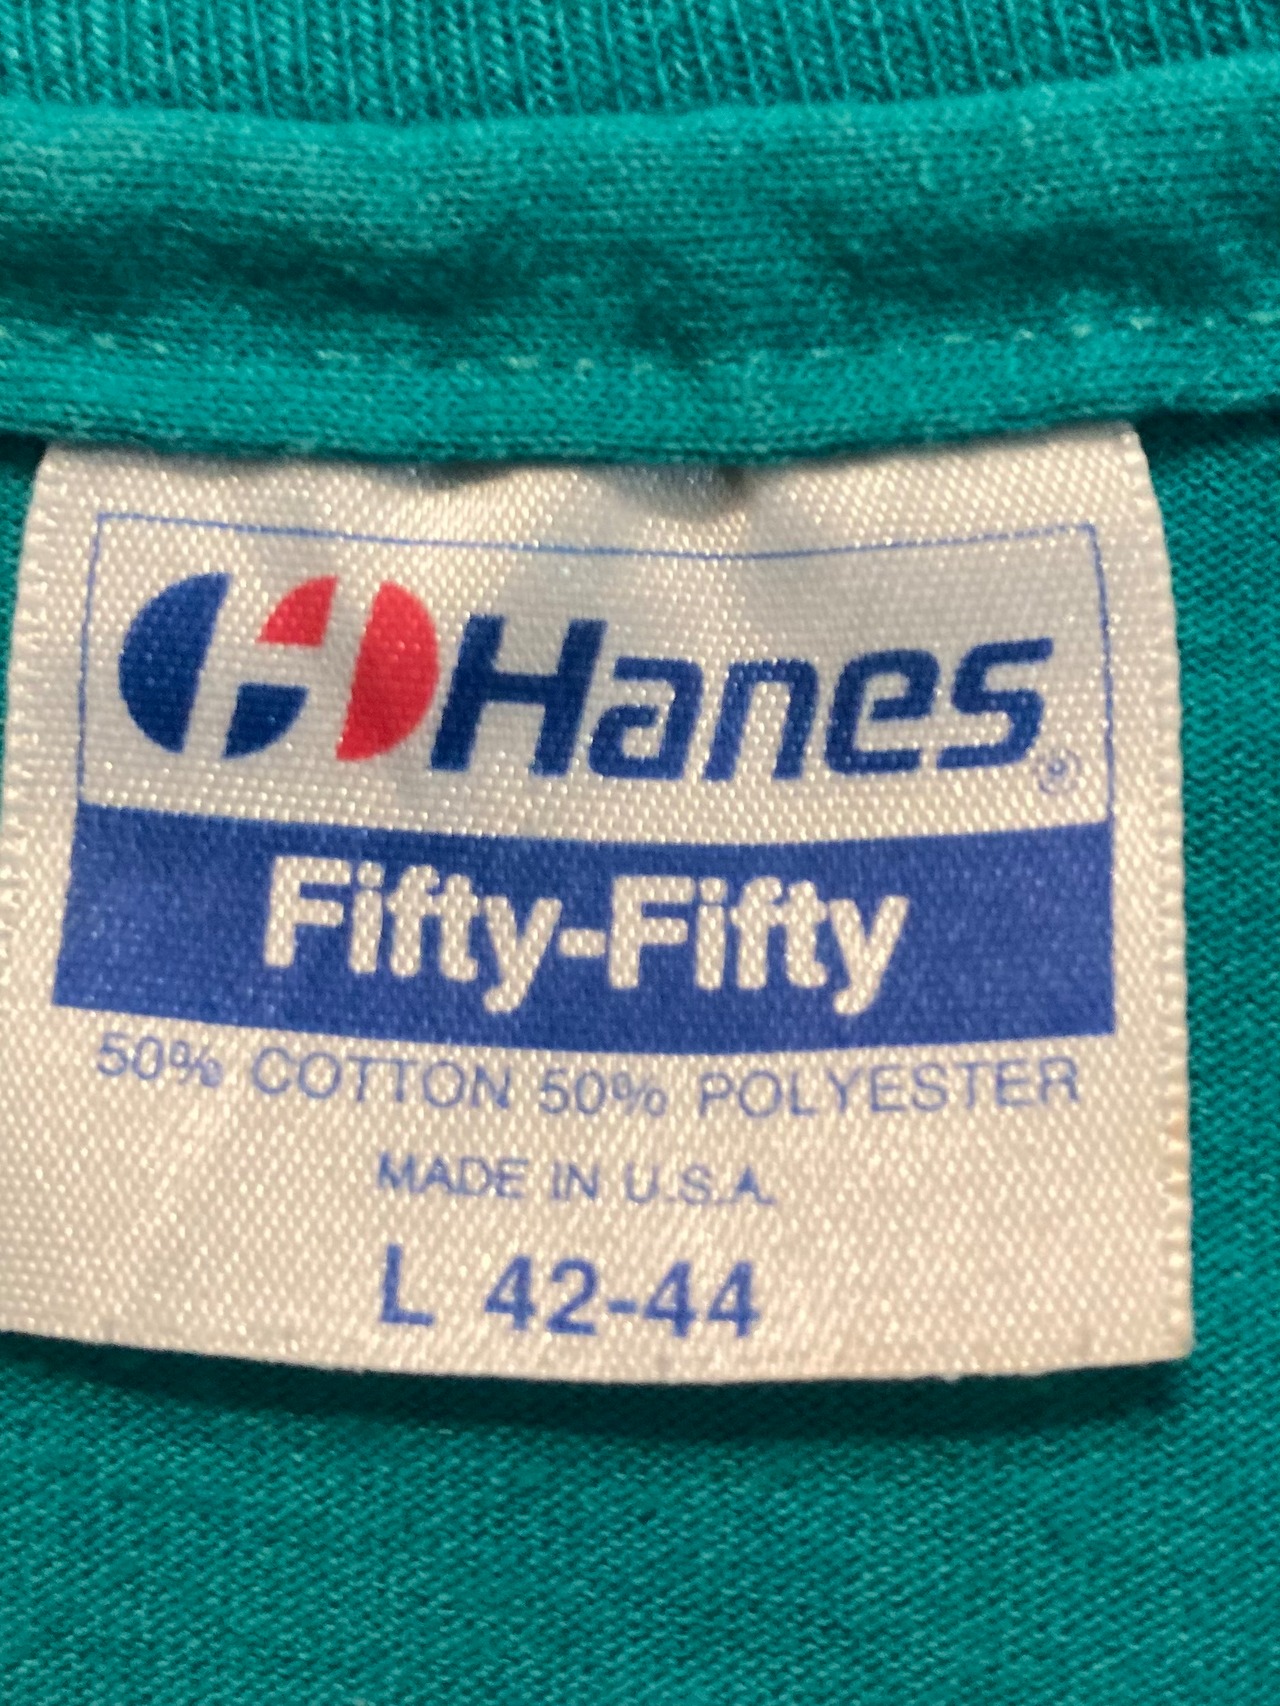 Hanes®
Fifty-Fifty
50% COTTON 50% POLYESTER
MADE IN U.S.A.
L 42-44